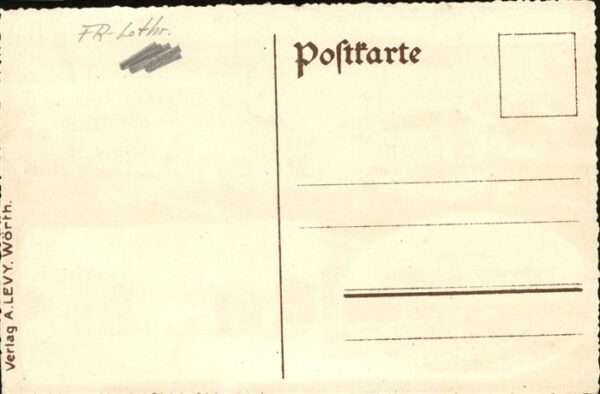 FR-Lothr.
Poſtkarte
Verlag A.LEVY. Wörth.